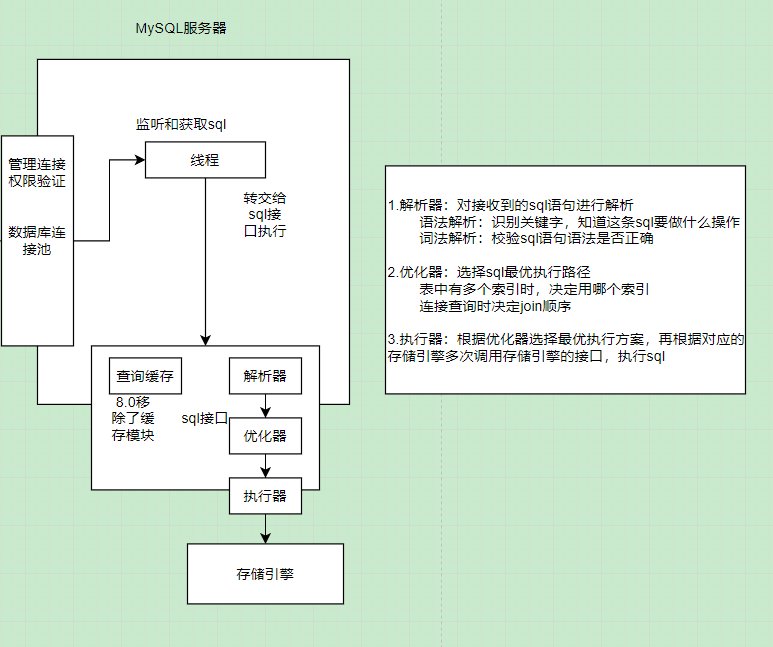 MySQL服务器
监听和获取sql
线程
管理连接
权限验证
数据库连
接池
转交给
sql接
口执行
查询缓存
8.0移
除了缓
存模块
sql接口
解析器
优化器
执行器
存储引擎
1.解析器：对接收到的sql语句进行解析
语法解析：识别关键字，知道这条sql要做什么操作
词法解析：校验sql语句语法是否正确
2.优化器：选择sql最优执行路径
表中有多个索引时，决定用哪个索引
连接查询时决定join顺序
3.执行器：根据优化器选择最优执行方案，再根据对应的
存储引擎多次调用存储引擎的接口，执行sql